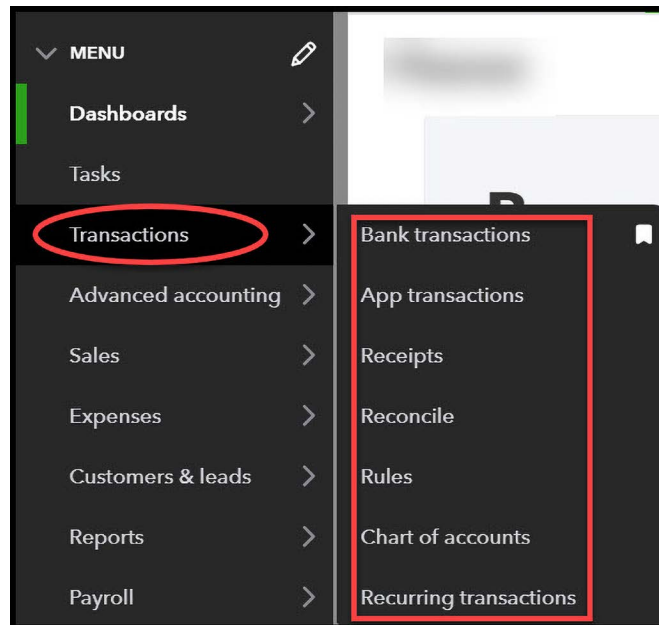 MENU
Dashboards
Tasks
Transactions
Advanced accounting
Sales
Expenses
Customers & leads
Reports
Payroll
Bank transactions
App transactions
Receipts
Reconcile
Rules
Chart of accounts
Recurring transactions